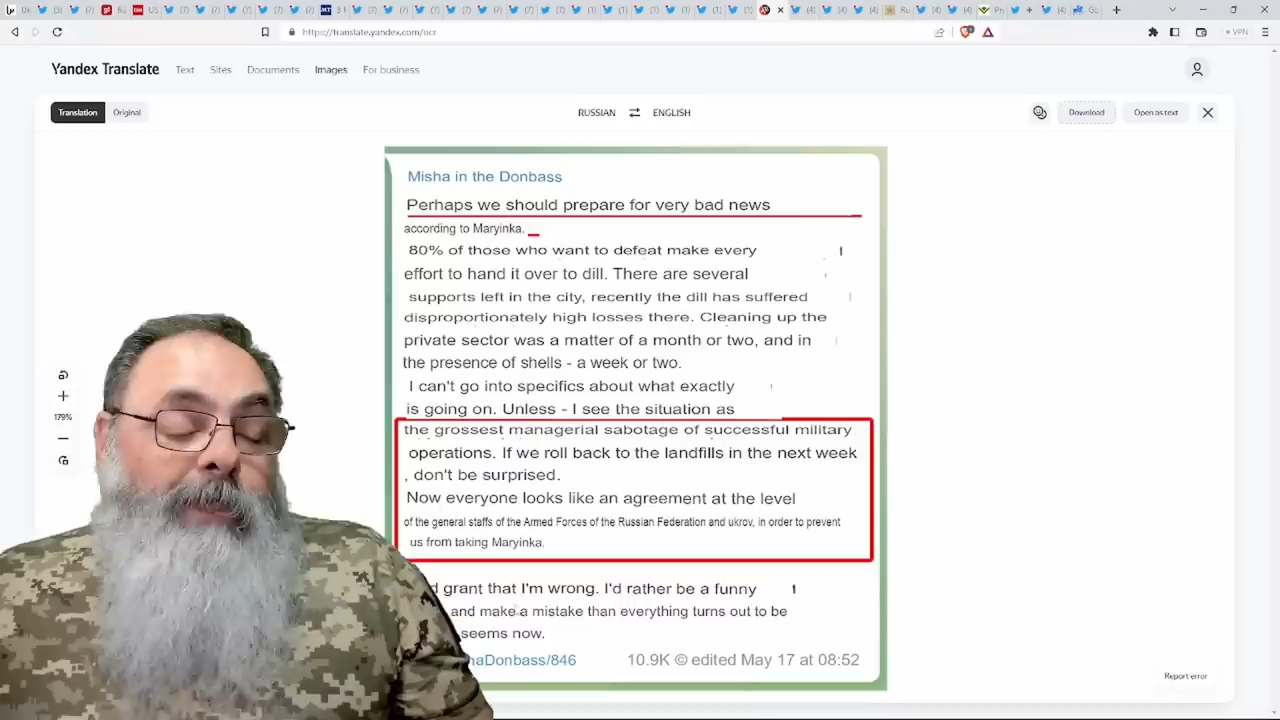 https://translate.yandex.com/ocr
VPN
Yandex Translate
Text
Sites
Documents
Images
For business
Translation
Original
RUSSIAN
ENGLISH
Download
Open as text
Misha in the Donbass
Perhaps we should prepare for very bad news
according to Maryinka.
80% of those who want to defeat make every
effort to hand it over to dill. There are several
supports left in the city, recently the dill has suffered
disproportionately high losses there. Cleaning up the
private sector was a matter of a month or two, and in
the presence of shells - a week or two.
I can't go into specifics about what exactly
is going on. Unless - I see the situation as
the grossest managerial sabotage of successful military
operations. If we roll back to the landfills in the next week
, don't be surprised.
Now everyone looks like an agreement at the level
of the general staffs of the Armed Forces of the Russian Federation and ukrov, in order to prevent
us from taking Maryinka.
grant that I'm wrong. I'd rather be a funny
and make a mistake than everything turns out to be
seems now.
aDonbass/846
10.9K © edited May 17 at 08:52
179%
Report error